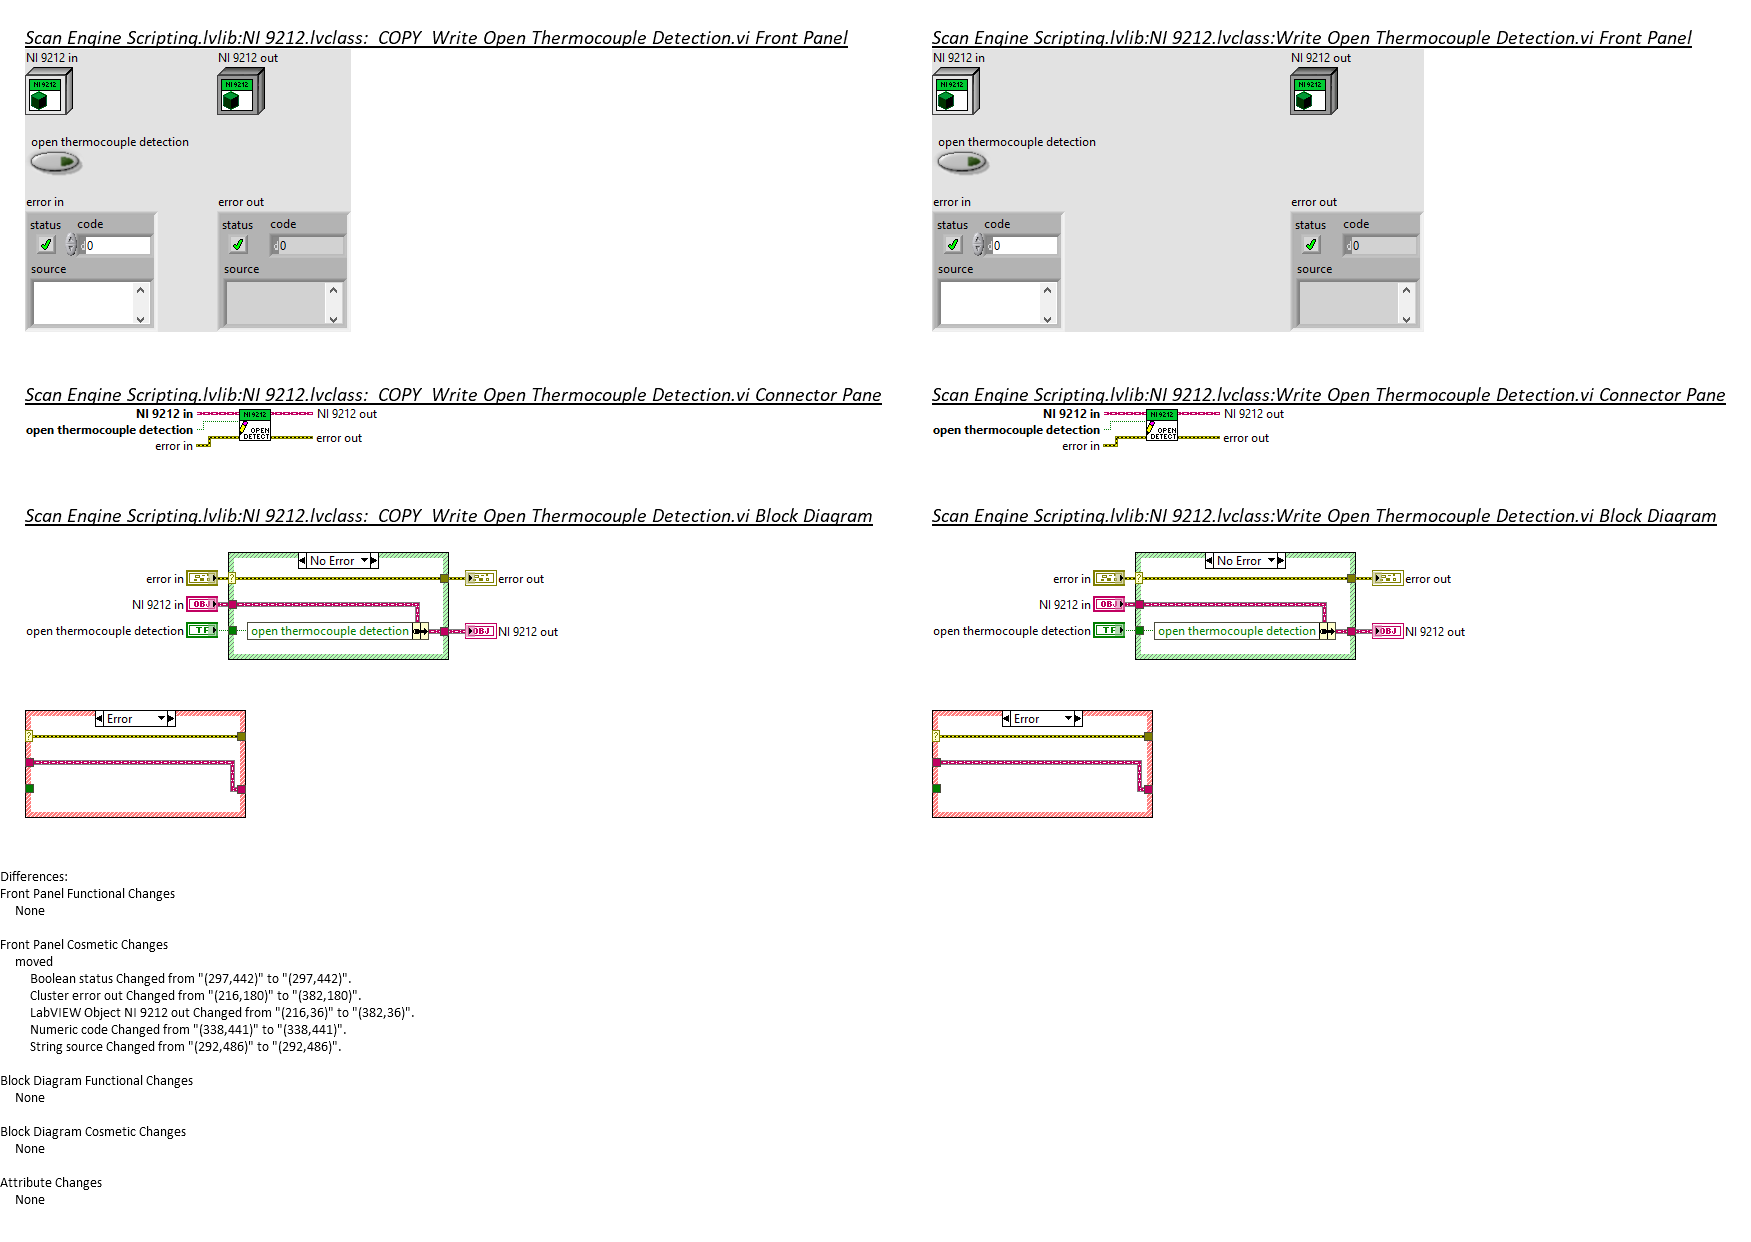 Scan Engine Scripting.lvlib:NI 9212.lvclass:  COPY  Write Open Thermocouple Detection.vi Front Panel
NI 9212 in
NI 9212 out
NI 9212
NI 9212
open thermocouple detection
error in
error out
status code
status code
d 0
d 0
source
source
Scan Engine Scripting.lvlib:NI 9212.lvclass:Write Open Thermocouple Detection.vi Front Panel
NI 9212 in
NI 9212 out
NI 9212
NI 9212
open thermocouple detection
error in
error out
status code
status code
d 0
d 0
source
source
Scan Engine Scripting.lvlib:NI 9212.lvclass:  COPY  Write Open Thermocouple Detection.vi Connector Pane
NI 9212 in
NI 9212
NI 9212 out
open thermocouple detection
OPEN
DETECT
error in
error out
Scan Engine Scripting.lvlib:NI 9212.lvclass:Write Open Thermocouple Detection.vi Connector Pane
NI 9212 in
NI 9212
NI 9212 out
open thermocouple detection
OPEN
DETECT
error in
error out
Scan Engine Scripting.lvlib:NI 9212.lvclass:  COPY  Write Open Thermocouple Detection.vi Block Diagram
No Error
error in
?
error out
NI 9212 in
OBJ
open thermocouple detection
TF
open thermocouple detection
OBJ
NI 9212 out
Error
?
Scan Engine Scripting.lvlib:NI 9212.lvclass:Write Open Thermocouple Detection.vi Block Diagram
No Error
error in
?
error out
NI 9212 in
OBJ
open thermocouple detection
TF
open thermocouple detection
OBJ
NI 9212 out
Error
?
Differences:
Front Panel Functional Changes
None
Front Panel Cosmetic Changes
moved
Boolean status Changed from "(297,442)" to "(297,442)".
Cluster error out Changed from "(216,180)" to "(382,180)".
LabVIEW Object NI 9212 out Changed from "(216,36)" to "(382,36)".
Numeric code Changed from "(338,441)" to "(338,441)".
String source Changed from "(292,486)" to "(292,486)".
Block Diagram Functional Changes
None
Block Diagram Cosmetic Changes
None
Attribute Changes
None